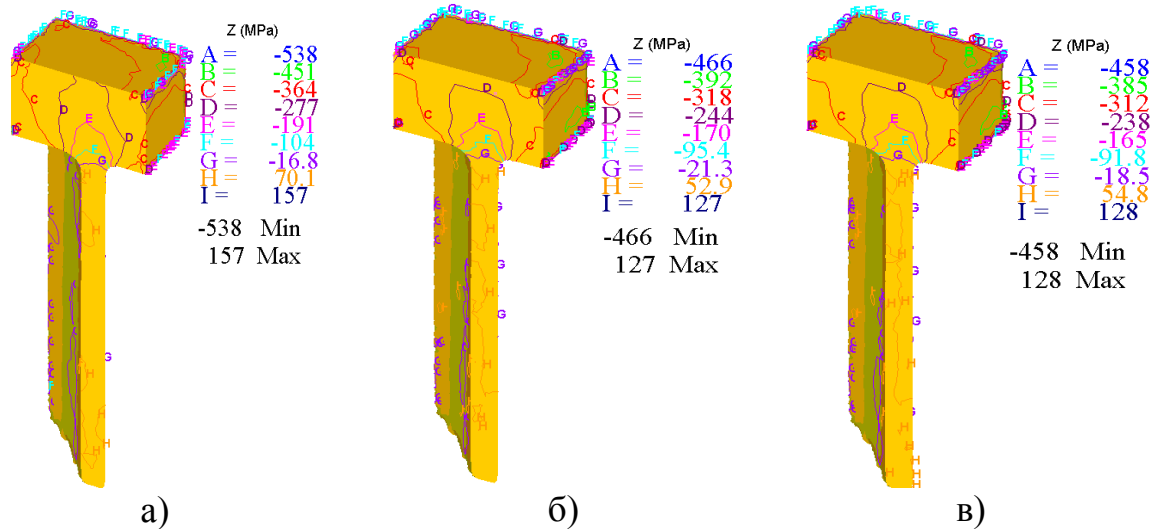 Z (MPa)
A = -538
B = -451
C = -364
D = -277
E = -191
F = -104
G = -16.8
H = 70.1
I = 157
-538 Min
157 Max
а)
Z (MPa)
A = -466
B = -392
C = -318
D = -244
E = -170
F = -95.4
G = -21.3
H = 52.9
I = 127
-466 Min
127 Max
б)
Z (MPa)
A = -458
B = -385
C = -312
D = -238
E = -165
F = -91.8
G = -18.5
H = 54.8
I = 128
-458 Min
128 Max
в)